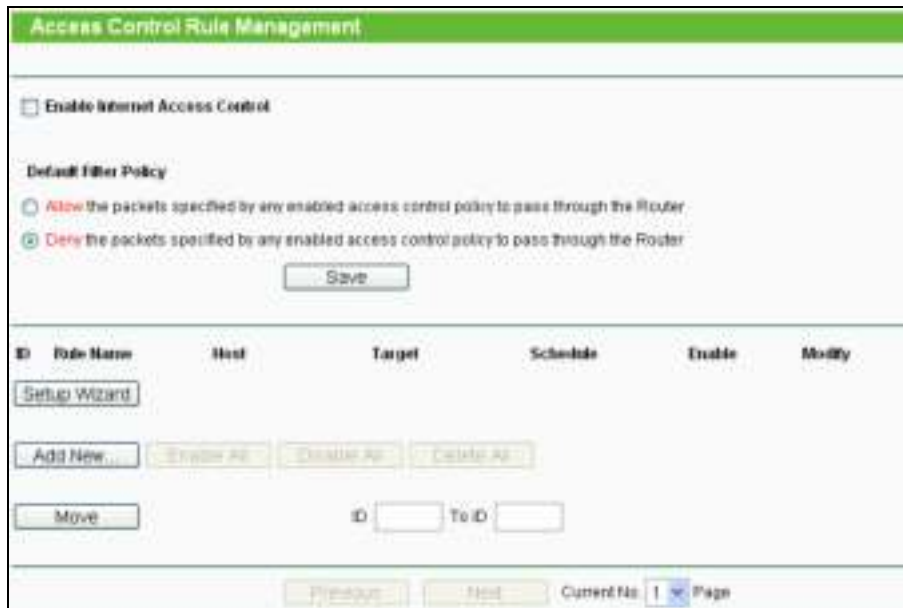 Access Control Rule Management
Enable Internet Access Control
Default Filter Policy
Allow the packets specified by any enabled access control policy to pass through the Router
Deny the packets specified by any enabled access control policy to pass through the Router
Save
ID Rule Name Host Target Schedule Enable Modify
Setup Wizard
Add New... Enable All Disable All Delete All
Move ID To ID
Previous Next Current No. 1 Page